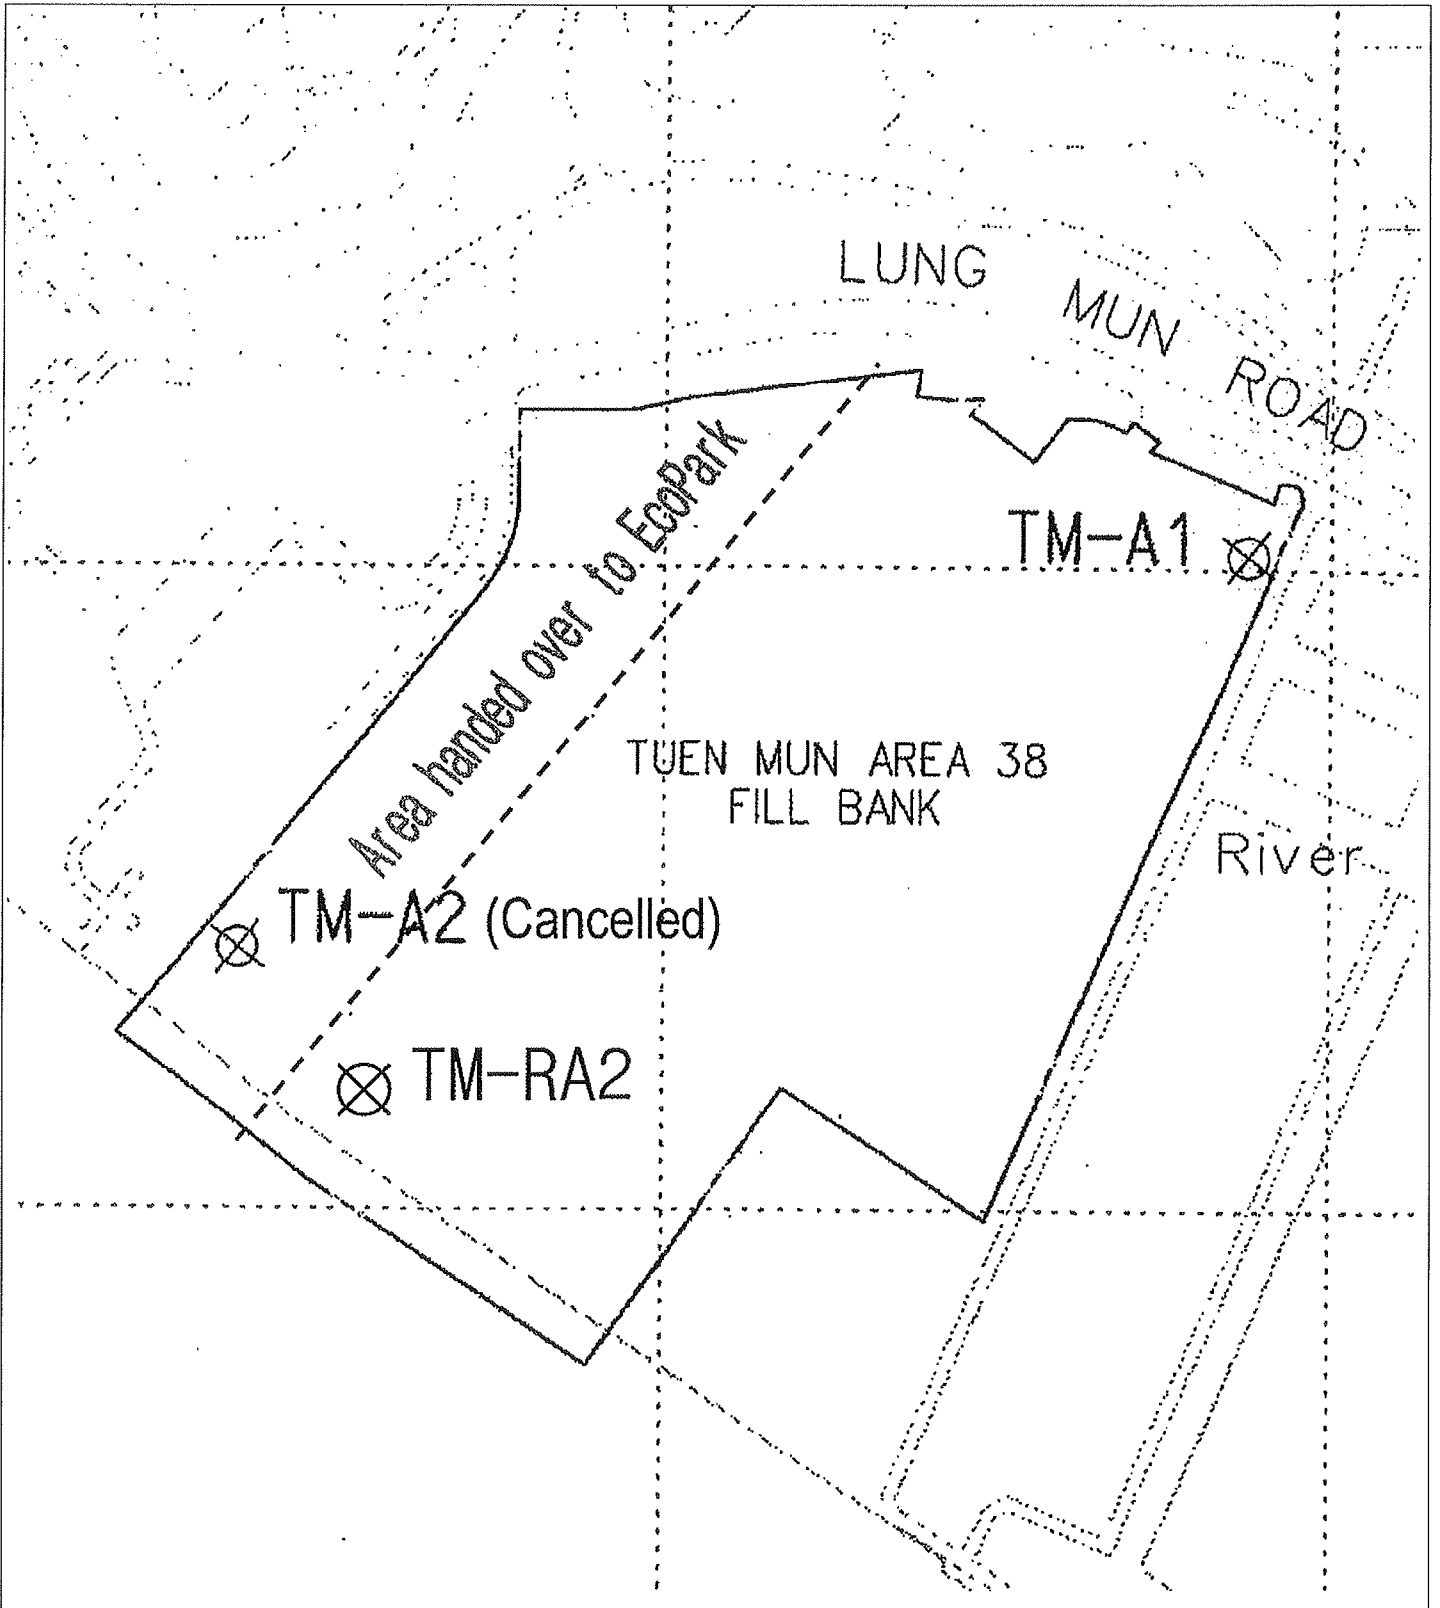 LUNG MUN ROAD
TM-A1
Area handed over to EcoPark
TUEN MUN AREA 38
FILL BANK
River
TM-A2 (Cancelled)
TM-RA2